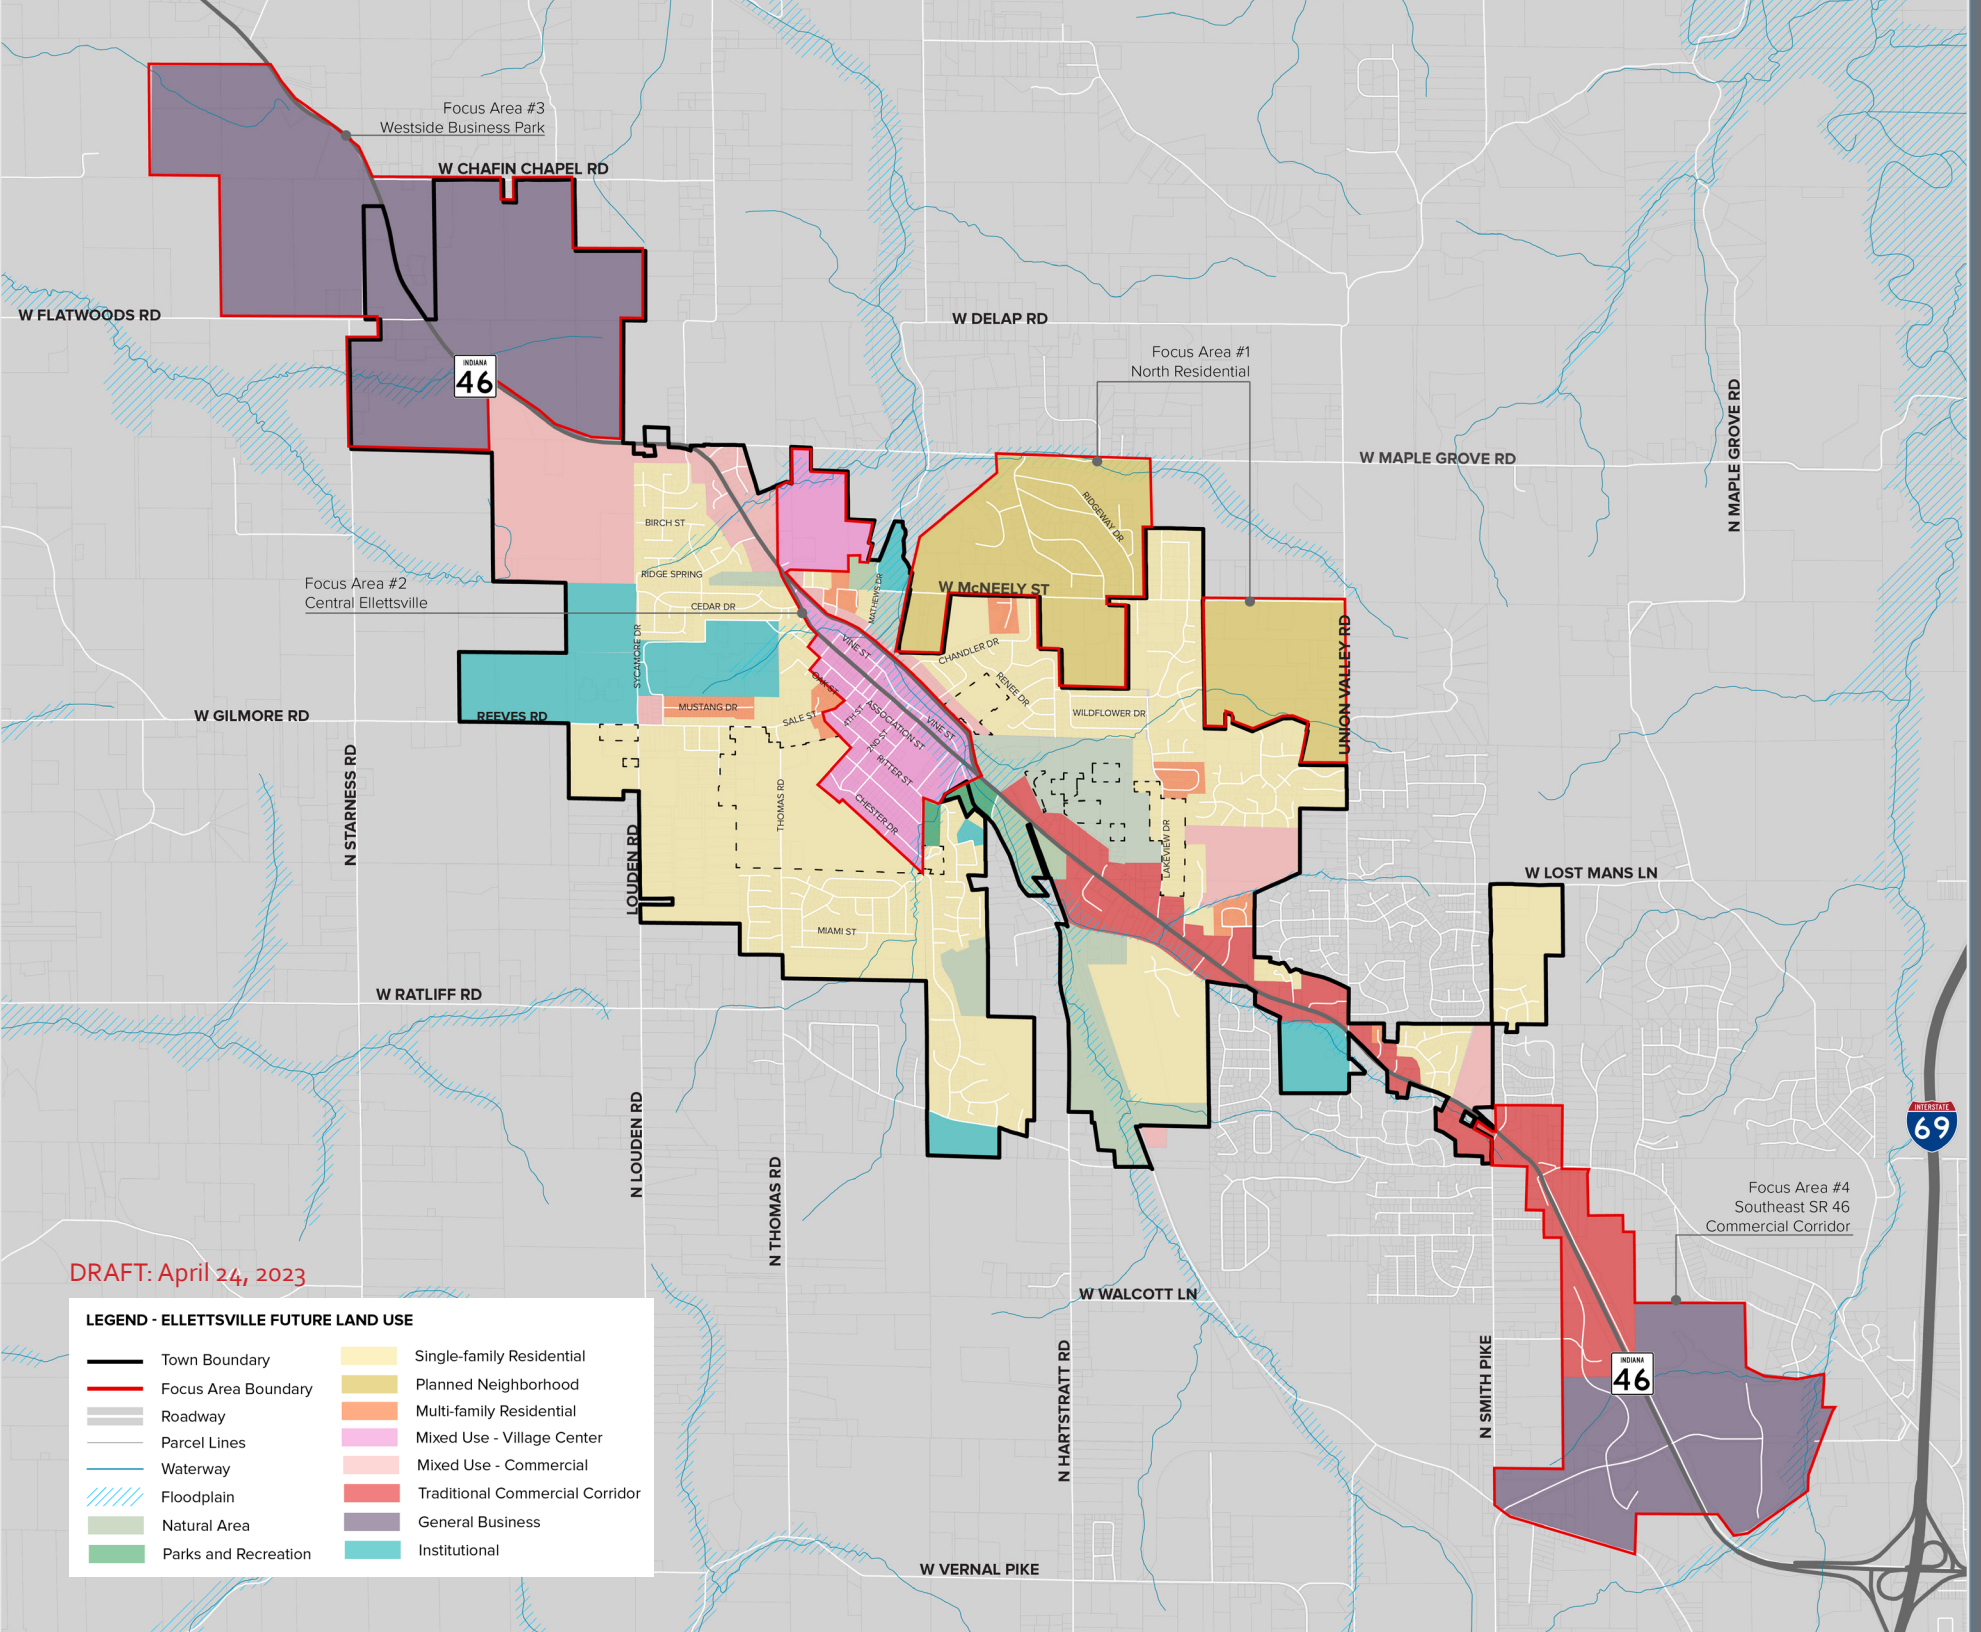 Focus Area #3
Westside Business Park
W CHAFIN CHAPEL RD
W FLATWOODS RD
W DELAP RD
Focus Area #1
North Residential
INDIANA
46
N MAPLE GROVE RD
W MAPLE GROVE RD
RIDGEWAY DR
BIRCH ST
RIDGE SPRING
Focus Area #2
Central Ellettsville
CEDAR DR
MATHEWS DR
W McNEELY ST
SYCAMORE DR
VINE ST
CHANDLER DR
RENEE DR
UNION VALLEY RD
OAK ST
MUSTANG DR
SALE ST
4TH ST
ASSOCIATION ST
VINE ST
WILDFLOWER DR
W GILMORE RD
REEVES RD
2ND ST
RITTER ST
CHESTER DR
THOMAS RD
N STARNESS RD
LOUDEN RD
LAKEVIEW DR
W LOST MANS LN
MIAMI ST
W RATLIFF RD
N LOUDEN RD
N THOMAS RD
INTERSTATE
69
Focus Area #4
Southeast SR 46
Commercial Corridor
W WALCOTT LN
N HARTSTRATT RD
N SMITH PIKE
INDIANA
46
W VERNAL PIKE
DRAFT: April 24, 2023
LEGEND - ELLETTSVILLE FUTURE LAND USE
Town Boundary
Focus Area Boundary
Roadway
Parcel Lines
Waterway
Floodplain
Natural Area
Parks and Recreation
Single-family Residential
Planned Neighborhood
Multi-family Residential
Mixed Use - Village Center
Mixed Use - Commercial
Traditional Commercial Corridor
General Business
Institutional